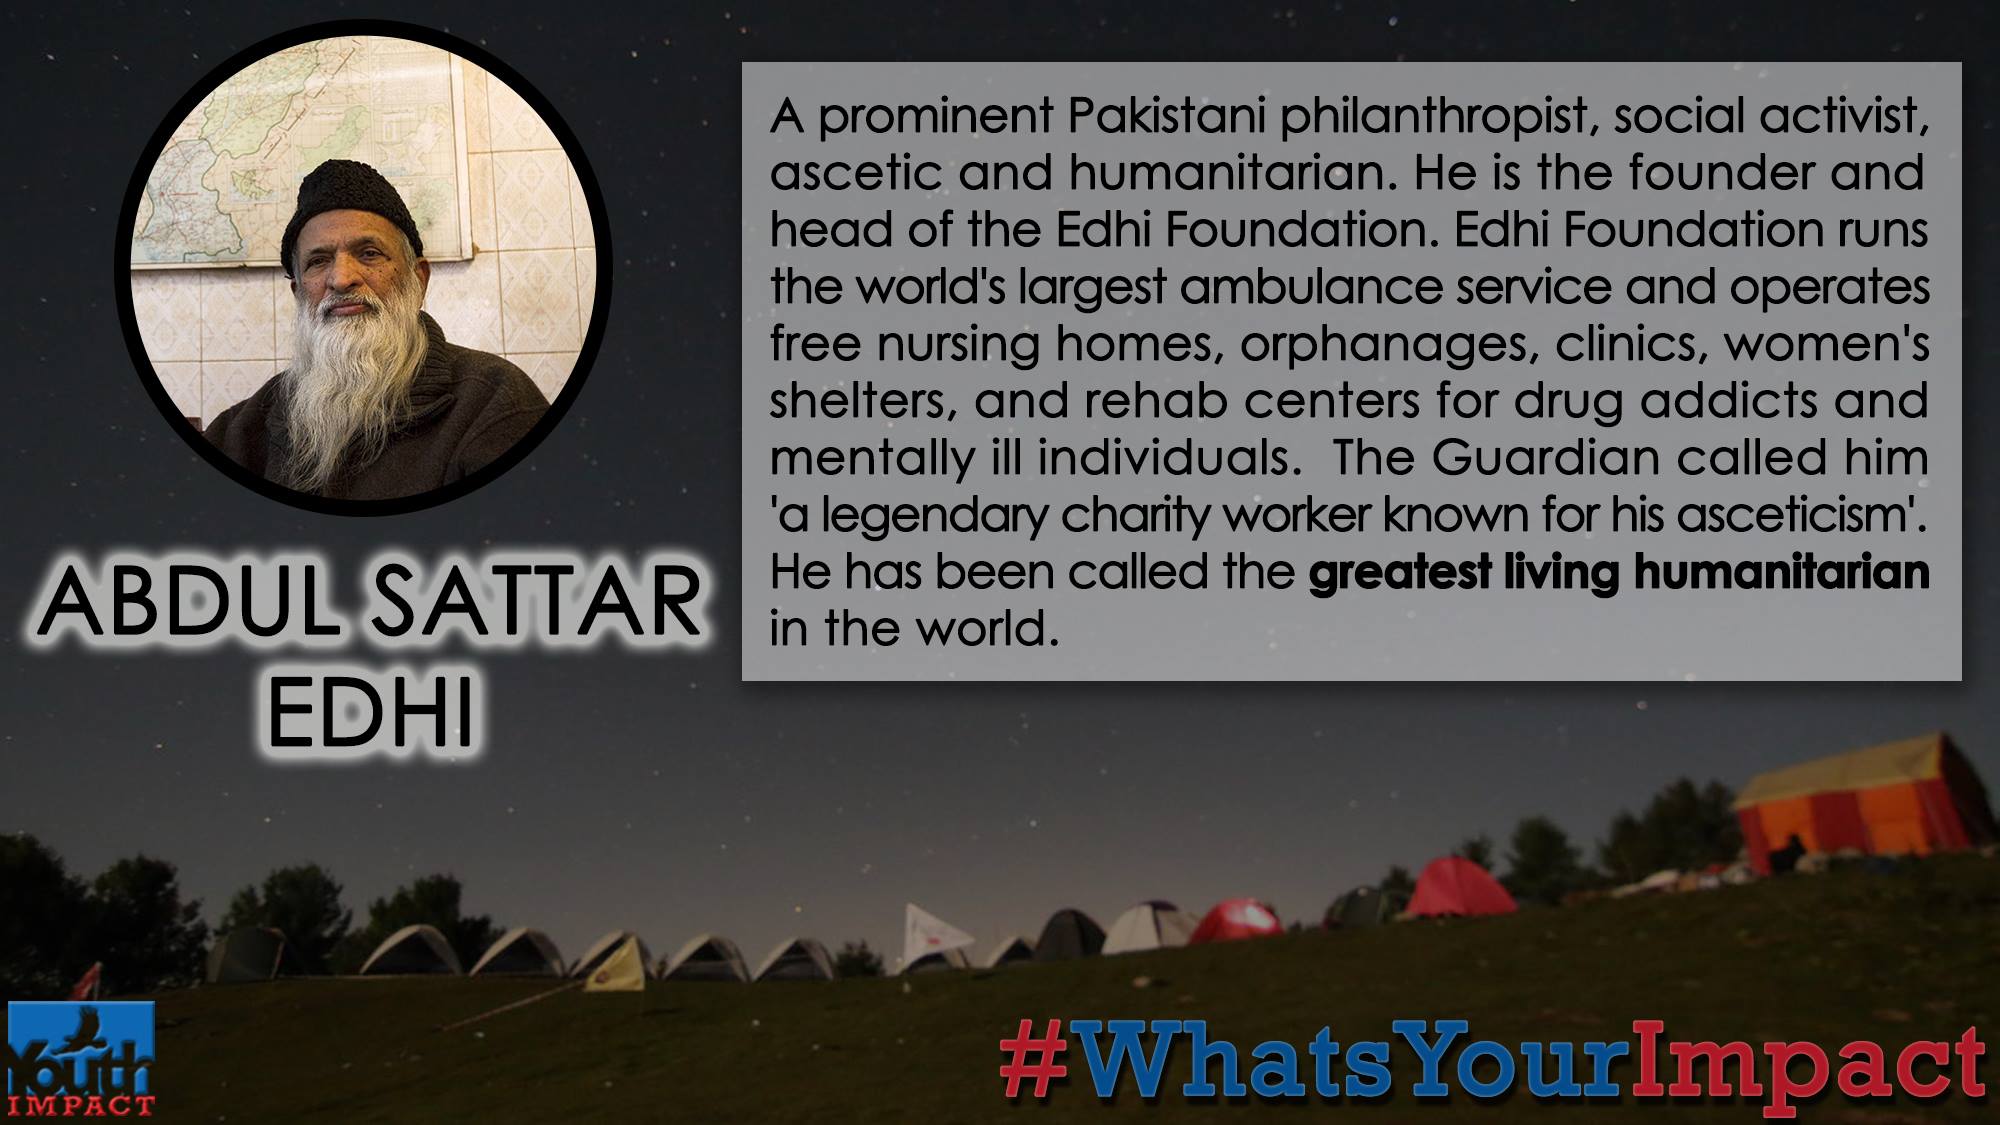 ABDUL SATTAR
EDHI
A prominent Pakistani philanthropist, social activist,
ascetic and humanitarian. He is the founder and
head of the Edhi Foundation. Edhi Foundation runs
the world's largest ambulance service and operates
free nursing homes, orphanages, clinics, women's
shelters, and rehab centers for drug addicts and
mentally ill individuals.  The Guardian called him
'a legendary charity worker known for his asceticism'.
He has been called the greatest living humanitarian
in the world.
Youth
IMPACT
#WhatsYourImpact